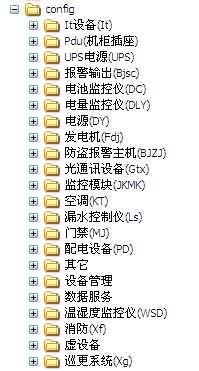 config
It设备(It)
Pdu(机柜插座)
UPS电源(UPS)
报警输出(Bjsc)
电池监控仪(DC)
电量监控仪(DLY)
电源(DY)
发电机(Fdj)
防盗报警主机(BJZJ)
光通讯设备(Gtx)
监控模块(JKMK)
空调(KT)
漏水控制仪(Ls)
门禁(MJ)
配电设备(PD)
其它
设备管理
数据服务
温湿度监控仪(WSD)
消防(Xf)
虚设备
巡更系统(Xg)